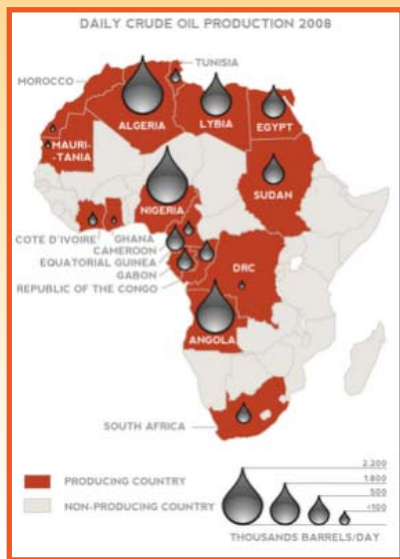 DAILY CRUDE OIL PRODUCTION 2008
TUNISIA
MOROCCO
ALGERIA
LYBIA
EGYPT
MAURI-
TANIA
SUDAN
NIGERIA
COTE D'IVOIRE
GHANA
CAMEROON
EQUATORIAL GUINEA
GABON
REPUBLIC OF THE CONGO
DRC
ANGOLA
SOUTH AFRICA
PRODUCING COUNTRY
NON-PRODUCING COUNTRY
2.200
1.800
500
<100
THOUSANDS BARRELS/DAY